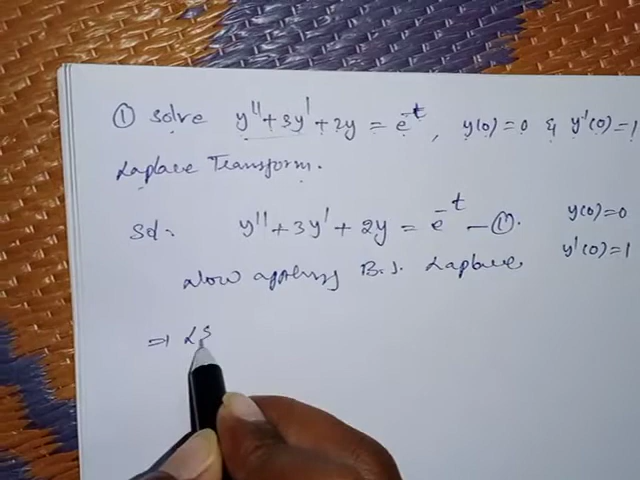 ① Solve y'' + 3y' + 2y = e^-t, y(0) = 0 & y'(0) = 1
Laplace Transform.
Sol: y'' + 3y' + 2y = e^-t — ①. y(0) = 0
y'(0) = 1
Now applying B.S. Laplace
⇒ L{